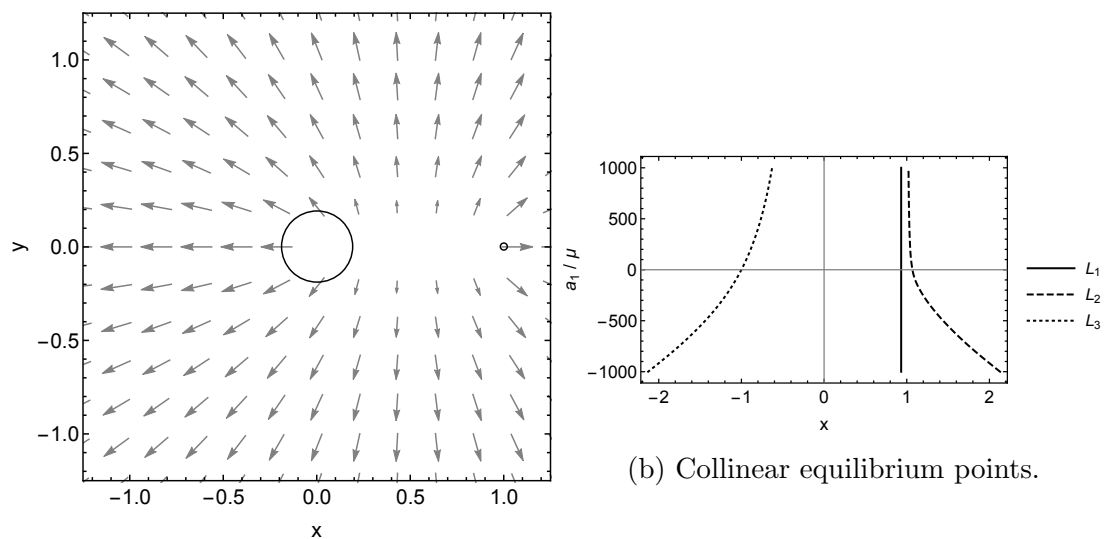 1.0
0.5
0.0
−0.5
−1.0
y
−1.0 −0.5 0.0 0.5 1.0
x
1000
500
0
−500
−1000
a₁ / μ
−2 −1 0 1 2
x
L₁
L₂
L₃
(b) Collinear equilibrium points.